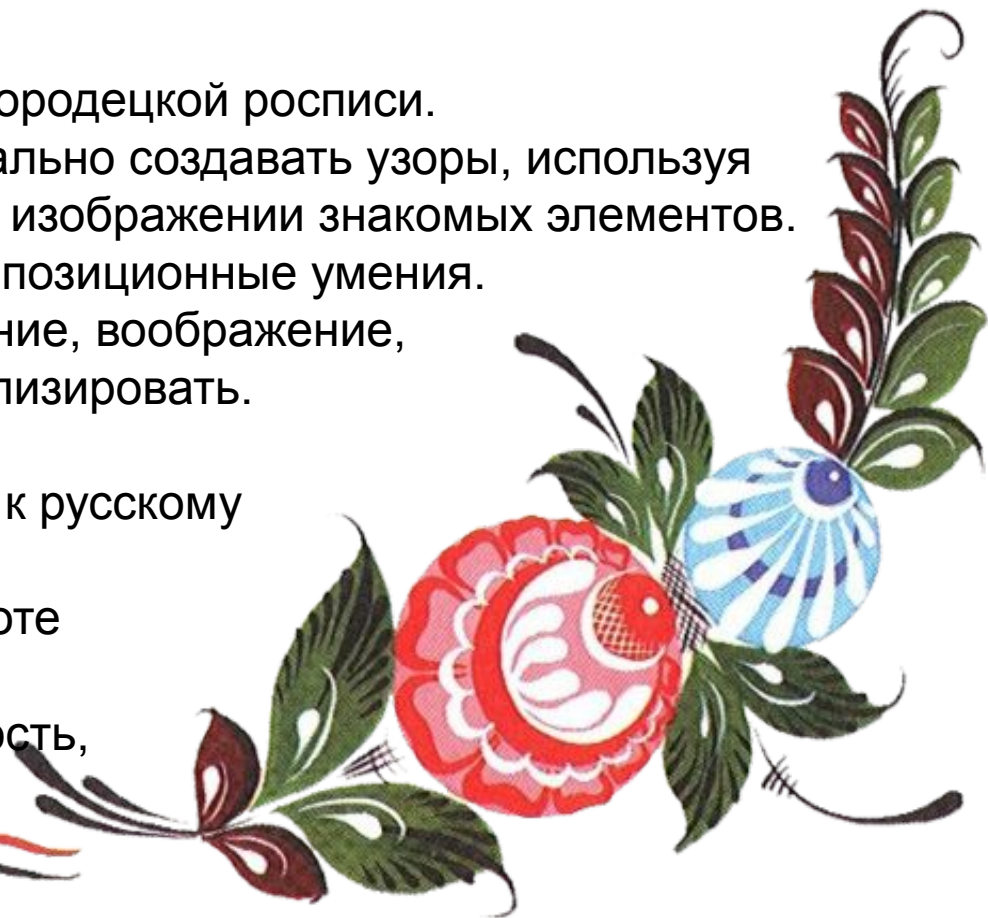 ородецкой росписи.
ально создавать узоры, используя
изображении знакомых элементов.
позиционные умения.
ние, воображение,
лизировать.
к русскому
оте
ость,